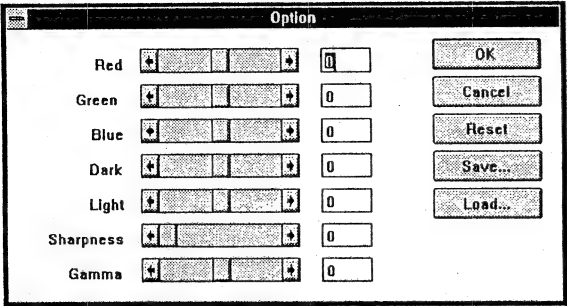 Option
Red 0 OK
Green 0 Cancel
Blue 0 Reset
Dark 0 Save...
Light 0 Load...
Sharpness 0
Gamma 0